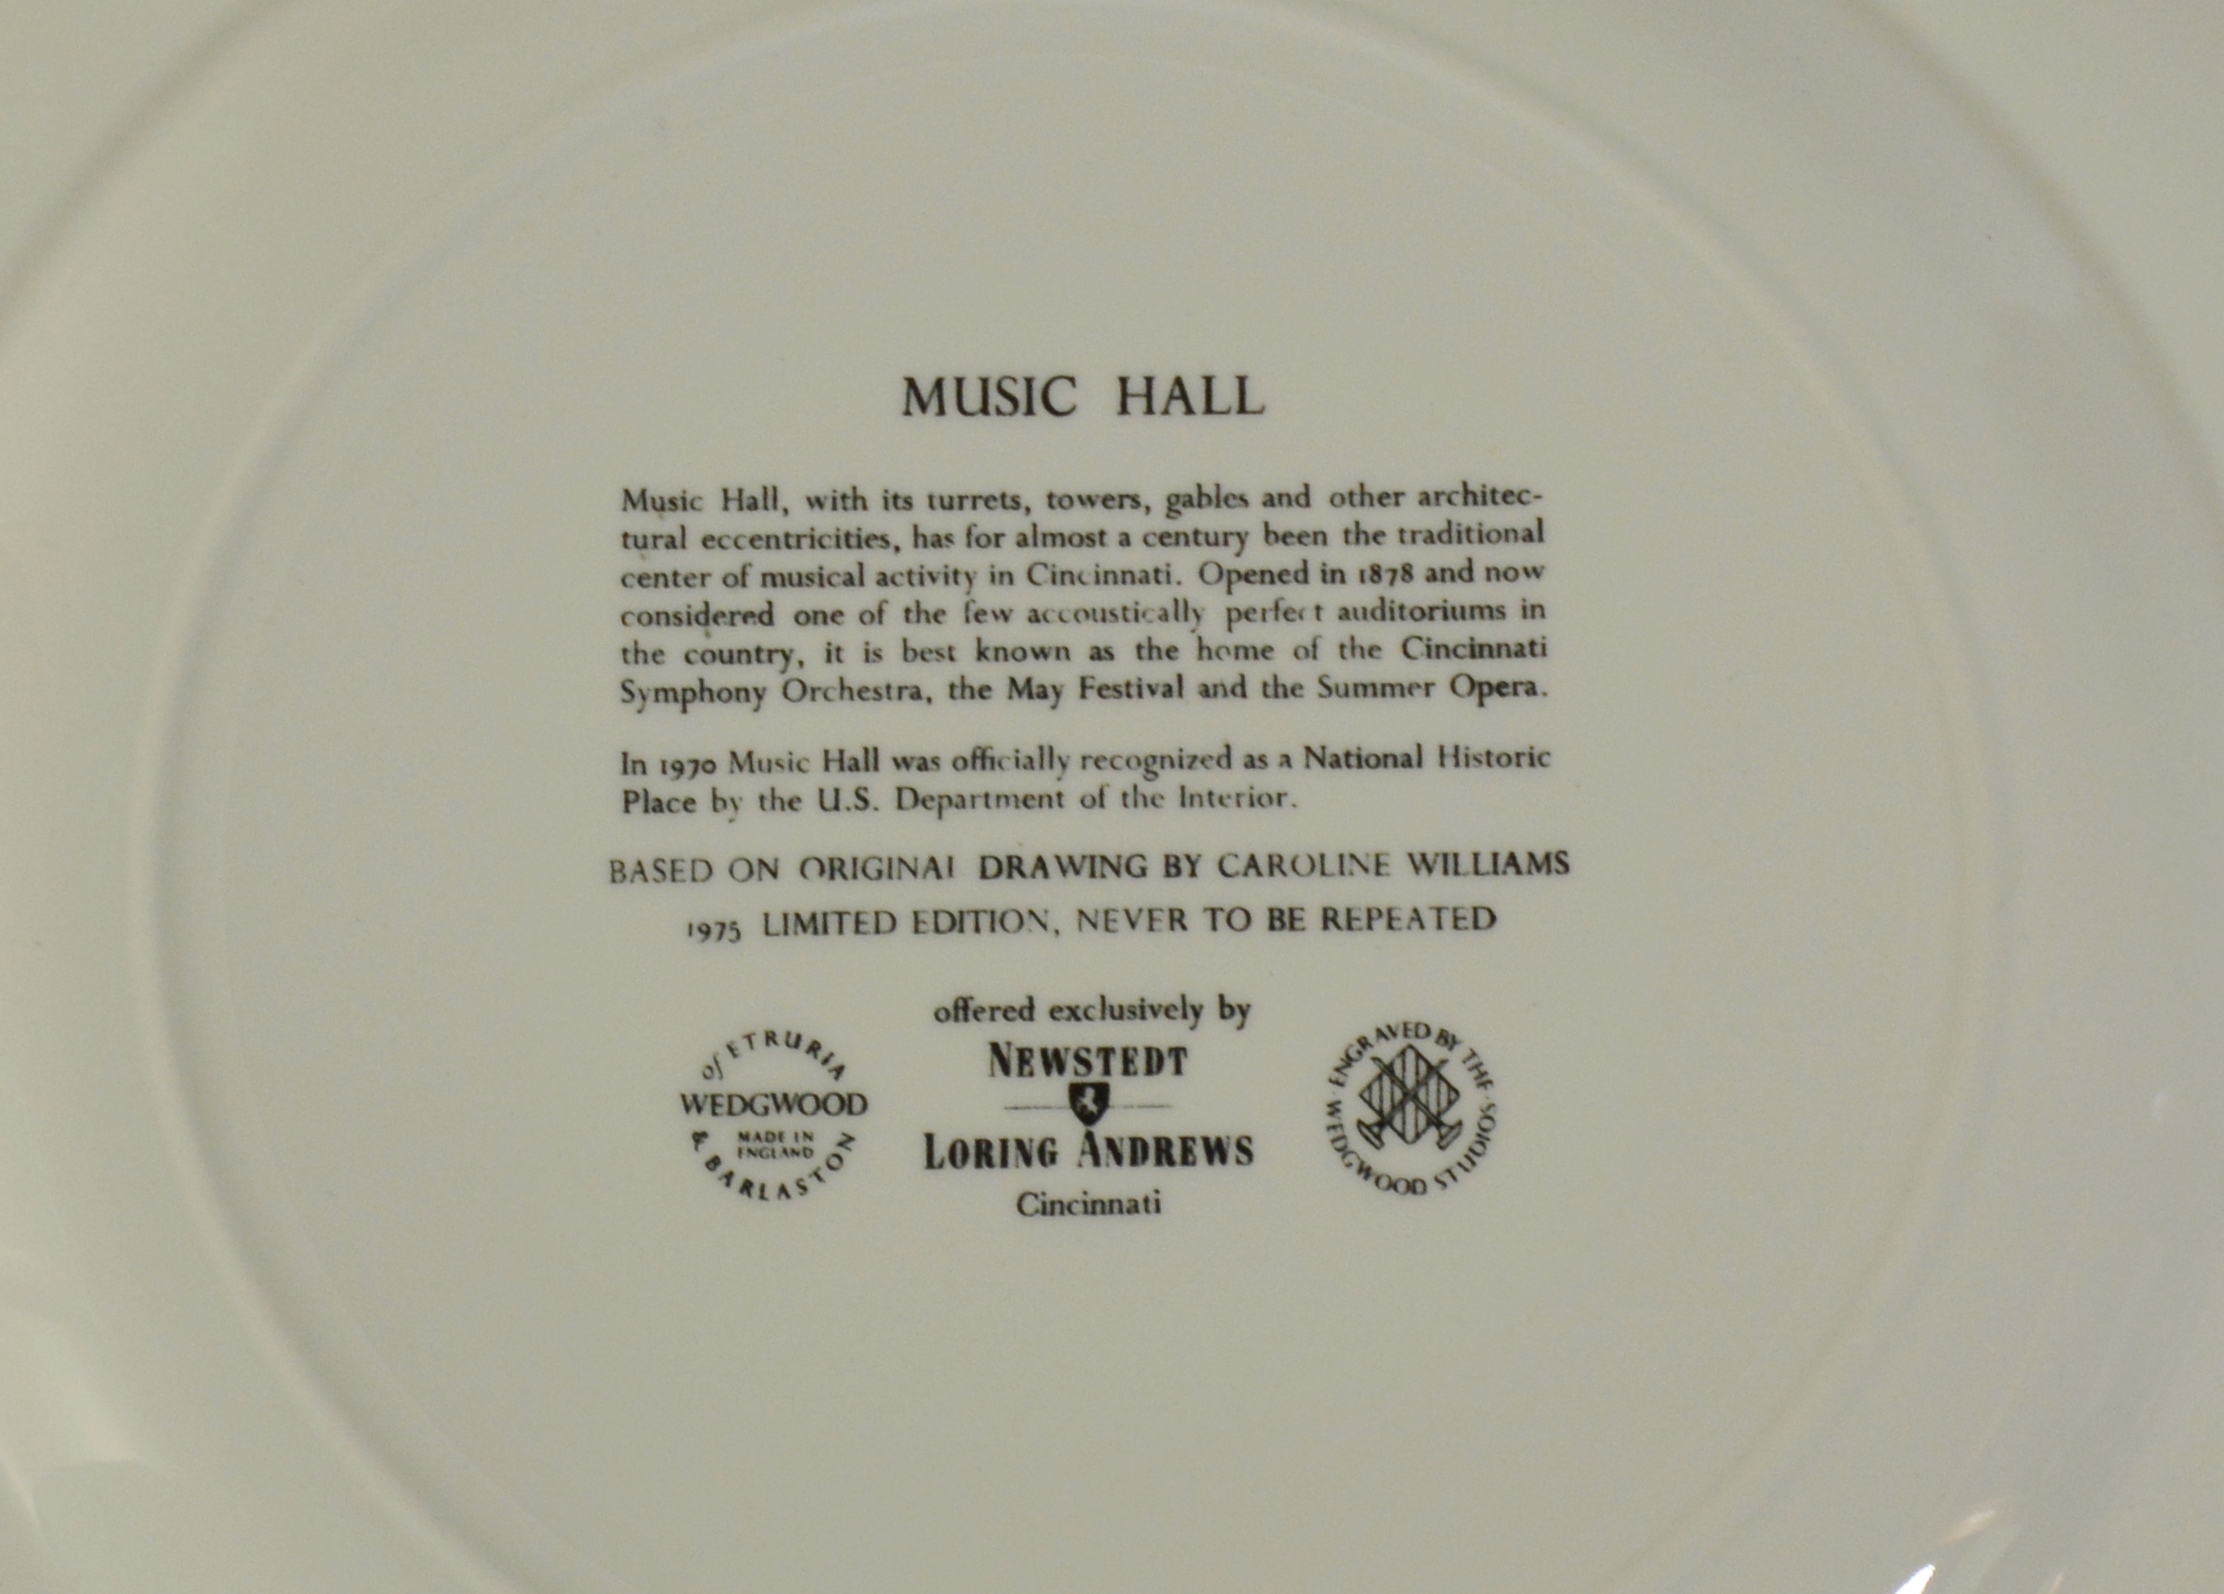 MUSIC HALL
Music Hall, with its turrets, towers, gables and other architec-
tural eccentricities, has for almost a century been the traditional
center of musical activity in Cincinnati. Opened in 1878 and now
considered one of the few accoustically perfect auditoriums in
the country, it is best known as the home of the Cincinnati
Symphony Orchestra, the May Festival and the Summer Opera.
In 1970 Music Hall was officially recognized as a National Historic
Place by the U.S. Department of the Interior.
BASED ON ORIGINAL DRAWING BY CAROLINE WILLIAMS
1975 LIMITED EDITION, NEVER TO BE REPEATED
of ETRURIA
WEDGWOOD
MADE IN
ENGLAND
& BARLASTON
offered exclusively by
NEWSTEDT
LORING ANDREWS
Cincinnati
ENGRAVED BY THE
WEDGWOOD STUDIOS